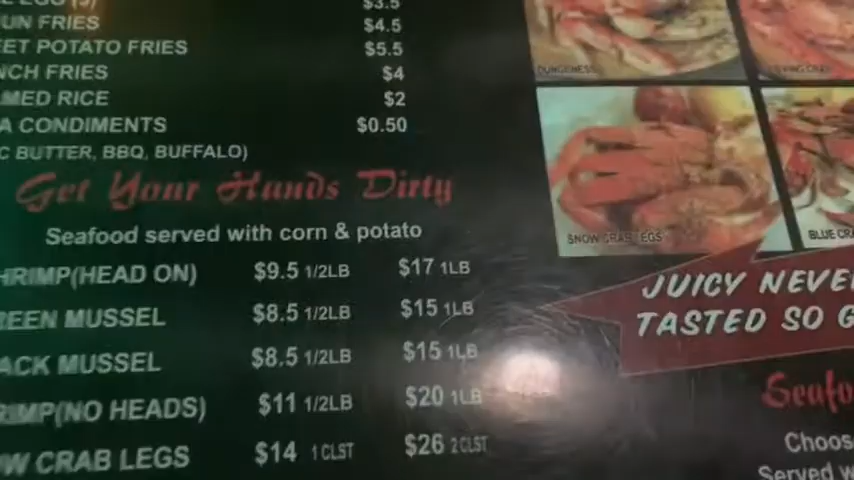 $3.5
UN FRIES $4.5
EET POTATO FRIES $5.5
NCH FRIES $4
AMED RICE $2
A CONDIMENTS $0.50
C BUTTER, BBQ, BUFFALO)
Get Your Hands Dirty
Seafood served with corn & potato
HRIMP(HEAD ON) $9.5 1/2LB $17 1LB
REEN MUSSEL $8.5 1/2LB $15 1LB
ACK MUSSEL $8.5 1/2LB $15 1LB
RIMP(NO HEADS) $11 1/2LB $20 1LB
OW CRAB LEGS $14 1CLST $26 2CLST
DUNGENESS
SNOW CRAB LEGS
BLUE CRA
JUICY NEVE
TASTED SO G
Seafo
Choos
Served w